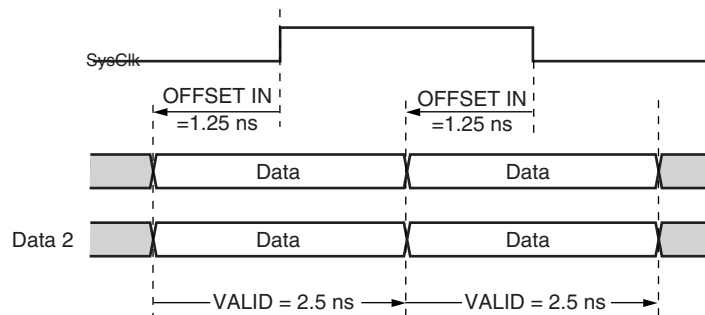 SysClk
OFFSET IN
=1.25 ns
OFFSET IN
=1.25 ns
Data
Data
Data 2
Data
Data
VALID = 2.5 ns
VALID = 2.5 ns